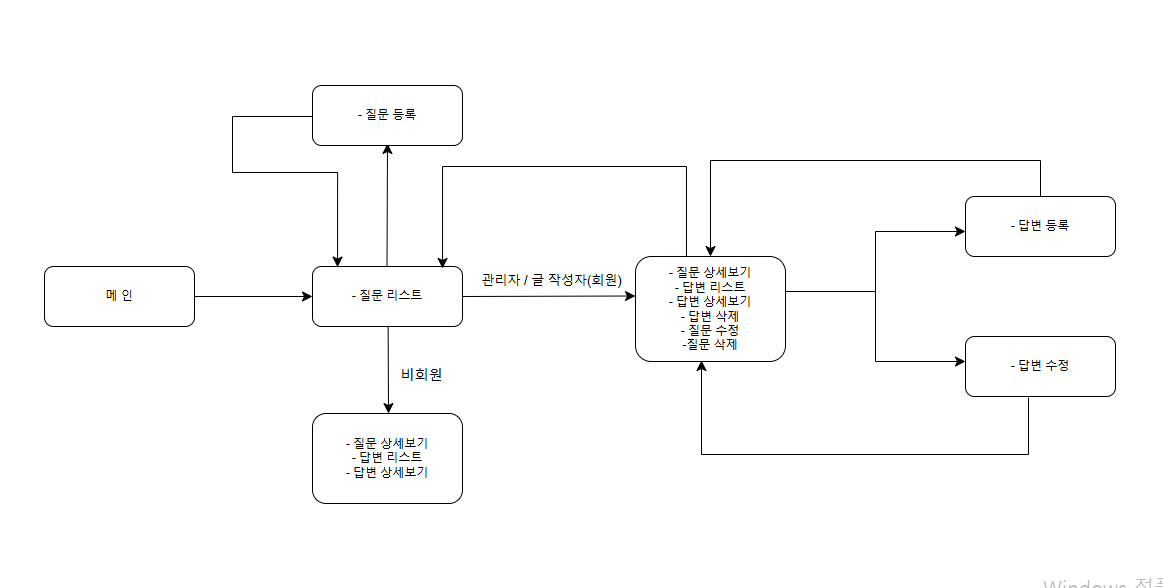 - 질문 등록
- 답변 등록
메 인
- 질문 리스트
관리자 / 글 작성자(회원)
- 질문 상세보기
- 답변 리스트
- 답변 상세보기
- 답변 삭제
- 질문 수정
-질문 삭제
- 답변 수정
비회원
- 질문 상세보기
- 답변 리스트
- 답변 상세보기
Windows 정품